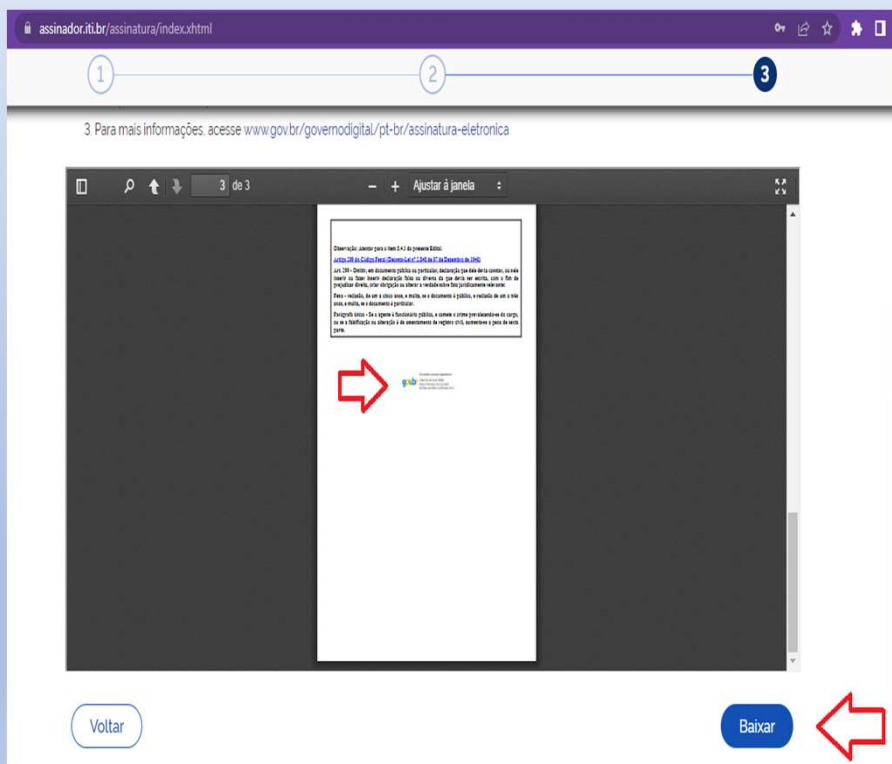 assinador.iti.br/assinatura/index.xhtml
1
2
3
3. Para mais informações, acesse www.gov.br/governodigital/pt-br/assinatura-eletronica
3 de 3
− + Ajustar à janela
Observação: Atentar para o item 5.4.1 do presente Edital.
Artigo 299 do Código Penal (Decreto-Lei nº 2.848 de 07 de Dezembro de 1940)
Art. 299 - Omitir, em documento público ou particular, declaração que dele devia constar, ou nele
inserir ou fazer inserir declaração falsa ou diversa da que devia ser escrita, com o fim de
prejudicar direito, criar obrigação ou alterar a verdade sobre fato juridicamente relevante:
Pena - reclusão, de um a cinco anos, e multa, se o documento é público, e reclusão de um a três
anos, e multa, se o documento é particular.
Parágrafo único - Se o agente é funcionário público, e comete o crime prevalecendo-se do cargo,
ou se a falsificação ou alteração é de assentamento de registro civil, aumenta-se a pena de sexta
parte.
gov.br
Voltar
Baixar